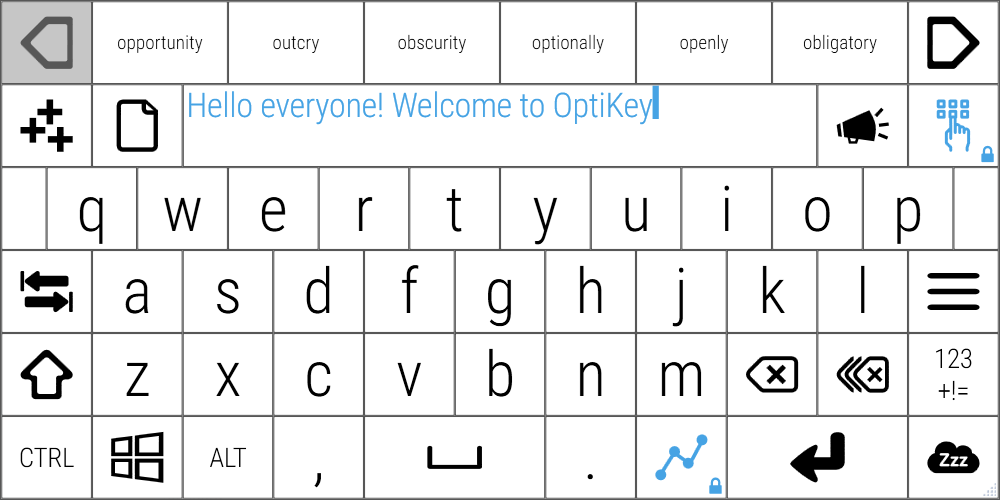 opportunity outcry obscurity optionally openly obligatory
Hello everyone! Welcome to OptiKey
q w e r t y u i o p
a s d f g h j k l
z x c v b n m 123
+!=
CTRL ALT , . Zzz